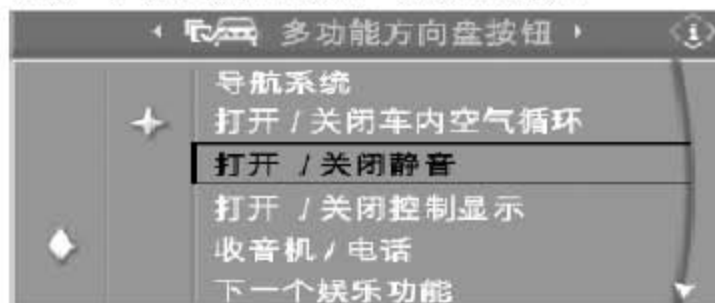 多功能方向盘按钮
导航系统
打开 / 关闭车内空气循环
打开 / 关闭静音
打开 / 关闭控制显示
收音机 / 电话
下一个娱乐功能